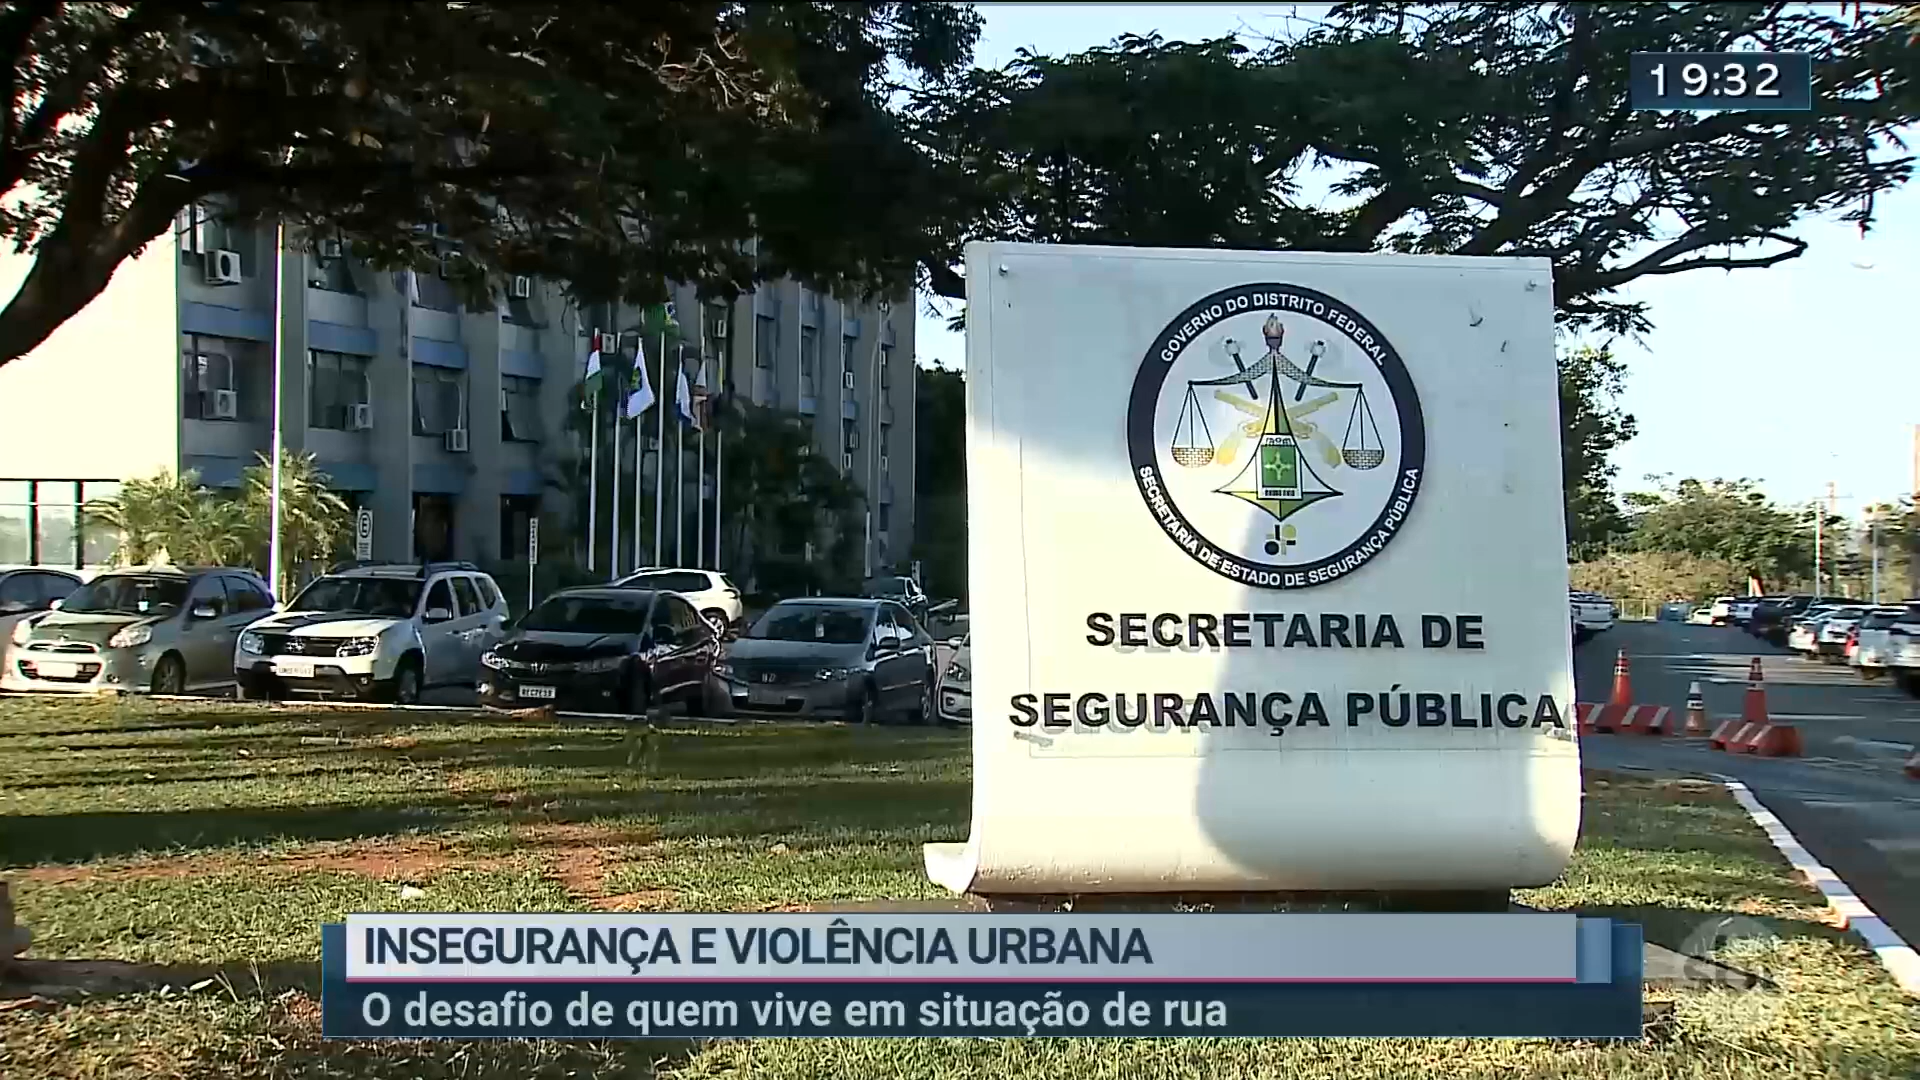 19:32
GOVERNO DO DISTRITO FEDERAL
SECRETARIA DE ESTADO DE SEGURANÇA PÚBLICA
SECRETARIA DE
SEGURANÇA PÚBLICA
INSEGURANÇA E VIOLÊNCIA URBANA
O desafio de quem vive em situação de rua